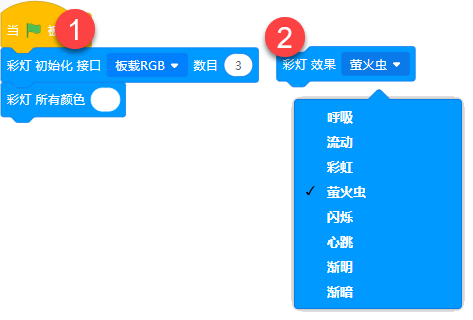 当 被
1
彩灯 初始化 接口 板载RGB 数目 3
彩灯 所有颜色
2
彩灯 效果 萤火虫
呼吸
流动
彩虹
✓ 萤火虫
闪烁
心跳
渐明
渐暗